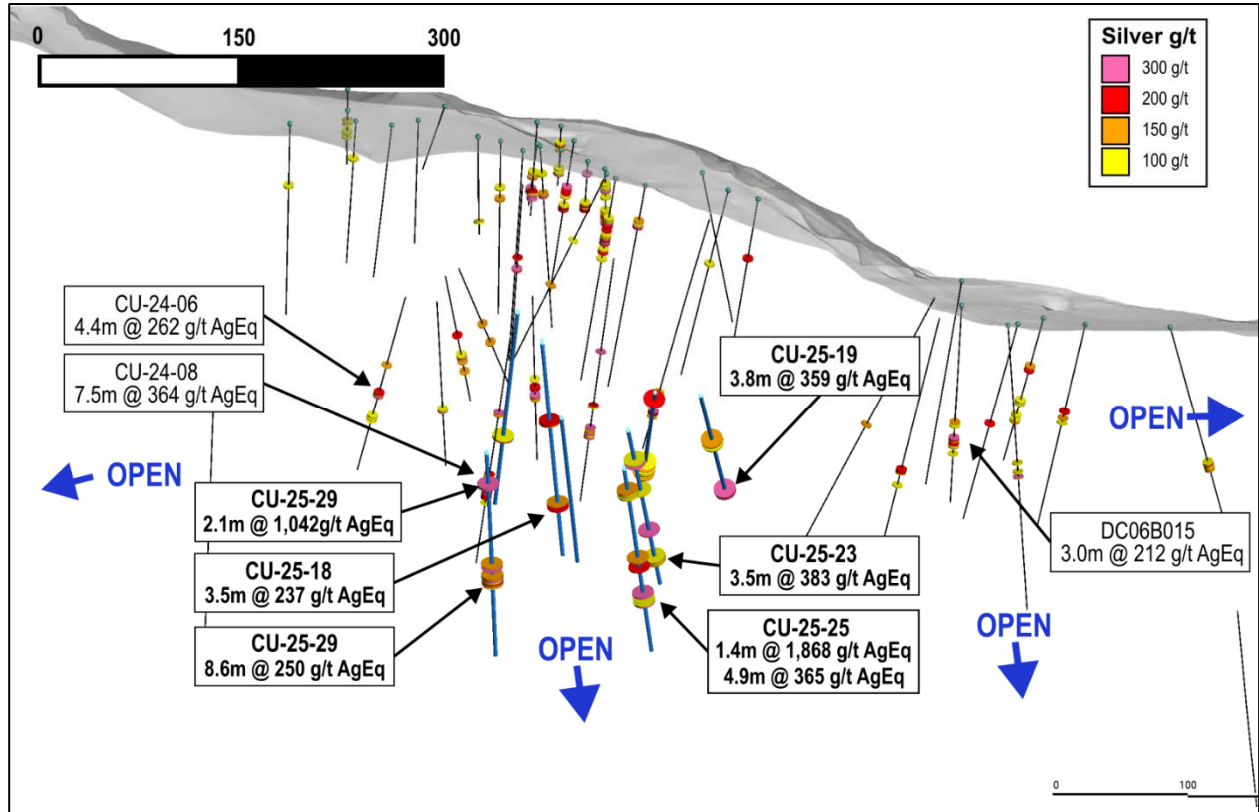 0 150 300
Silver g/t
300 g/t
200 g/t
150 g/t
100 g/t
CU-24-06
4.4m @ 262 g/t AgEq
CU-24-08
7.5m @ 364 g/t AgEq
CU-25-19
3.8m @ 359 g/t AgEq
OPEN
OPEN
CU-25-29
2.1m @ 1,042g/t AgEq
DC06B015
3.0m @ 212 g/t AgEq
CU-25-18
3.5m @ 237 g/t AgEq
CU-25-23
3.5m @ 383 g/t AgEq
CU-25-29
8.6m @ 250 g/t AgEq
CU-25-25
1.4m @ 1,868 g/t AgEq
4.9m @ 365 g/t AgEq
OPEN
OPEN
0 100